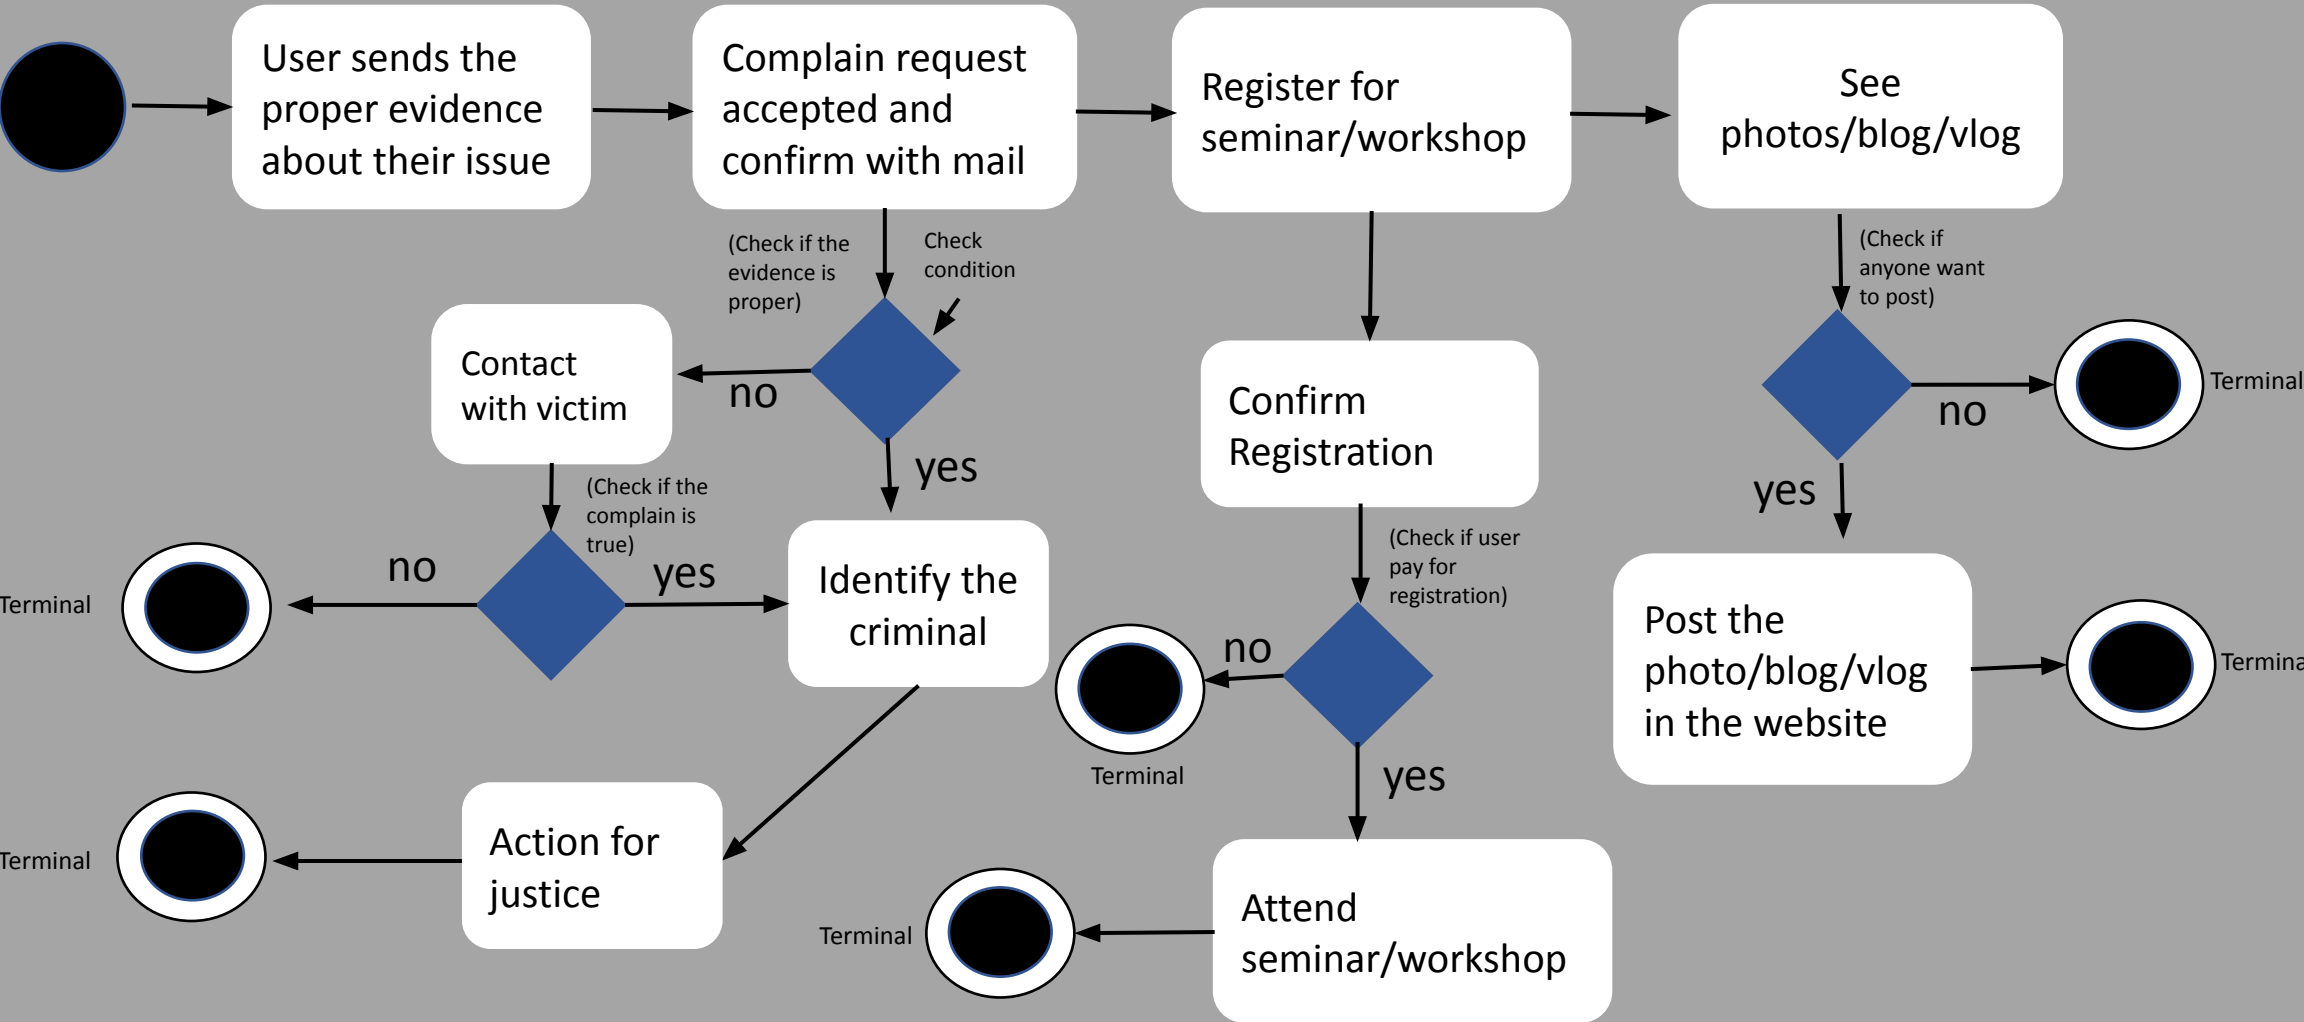 User sends the
proper evidence
about their issue
Complain request
accepted and
confirm with mail
Register for
seminar/workshop
See
photos/blog/vlog
(Check if the
evidence is
proper)
Check
condition
(Check if
anyone want
to post)
Contact
with victim
no
yes
Confirm
Registration
no
Terminal
yes
(Check if the
complain is
true)
no
yes
Terminal
Identify the
criminal
(Check if user
pay for
registration)
no
Terminal
yes
Post the
photo/blog/vlog
in the website
Termina
Action for
justice
Terminal
Attend
seminar/workshop
Terminal